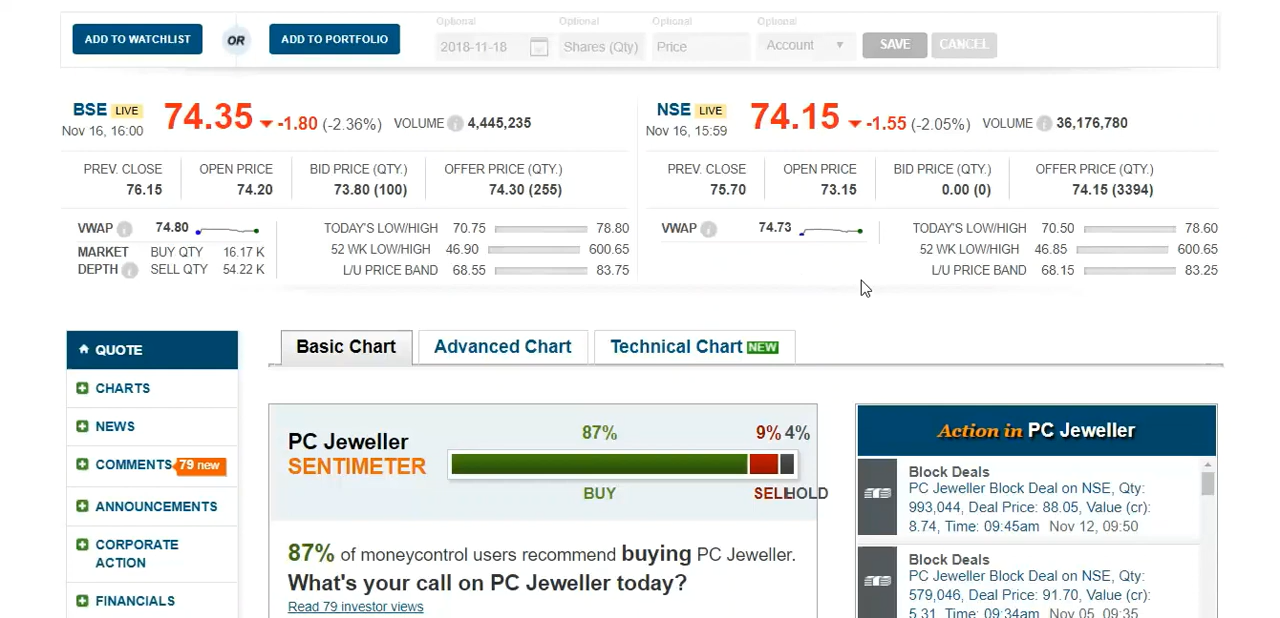 Optional Optional Optional Optional
ADD TO WATCHLIST OR ADD TO PORTFOLIO 2018-11-18 Shares (Qty) Price Account SAVE CANCEL
BSE LIVE 74.35 -1.80 (-2.36%) VOLUME 4,445,235
Nov 16, 16:00
PREV. CLOSE OPEN PRICE BID PRICE (QTY.) OFFER PRICE (QTY.)
76.15 74.20 73.80 (100) 74.30 (255)
VWAP 74.80
MARKET DEPTH BUY QTY 16.17 K
SELL QTY 54.22 K
TODAY'S LOW/HIGH 70.75 78.80
52 WK LOW/HIGH 46.90 600.65
L/U PRICE BAND 68.55 83.75
NSE LIVE 74.15 -1.55 (-2.05%) VOLUME 36,176,780
Nov 16, 15:59
PREV. CLOSE OPEN PRICE BID PRICE (QTY.) OFFER PRICE (QTY.)
75.70 73.15 0.00 (0) 74.15 (3394)
VWAP 74.73
TODAY'S LOW/HIGH 70.50 78.60
52 WK LOW/HIGH 46.85 600.65
L/U PRICE BAND 68.15 83.25
QUOTE
CHARTS
NEWS
COMMENTS 79 new
ANNOUNCEMENTS
CORPORATE
ACTION
FINANCIALS
Basic Chart Advanced Chart Technical Chart NEW
PC Jeweller
SENTIMETER
87% 9% 4%
BUY SELL HOLD
87% of moneycontrol users recommend buying PC Jeweller.
What's your call on PC Jeweller today?
Read 79 investor views
Action in PC Jeweller
Block Deals
PC Jeweller Block Deal on NSE, Qty:
993,044, Deal Price: 88.05, Value (cr):
8.74, Time: 09:45am Nov 12, 09:50
Block Deals
PC Jeweller Block Deal on NSE, Qty:
579,046, Deal Price: 91.70, Value (cr):
5.31, Time: 09:34am Nov 05, 09:35